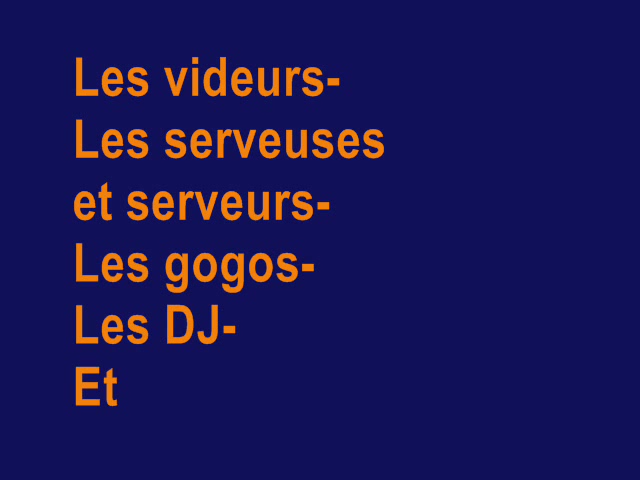 Les videurs-
Les serveuses
et serveurs-
Les gogos-
Les DJ-
Et